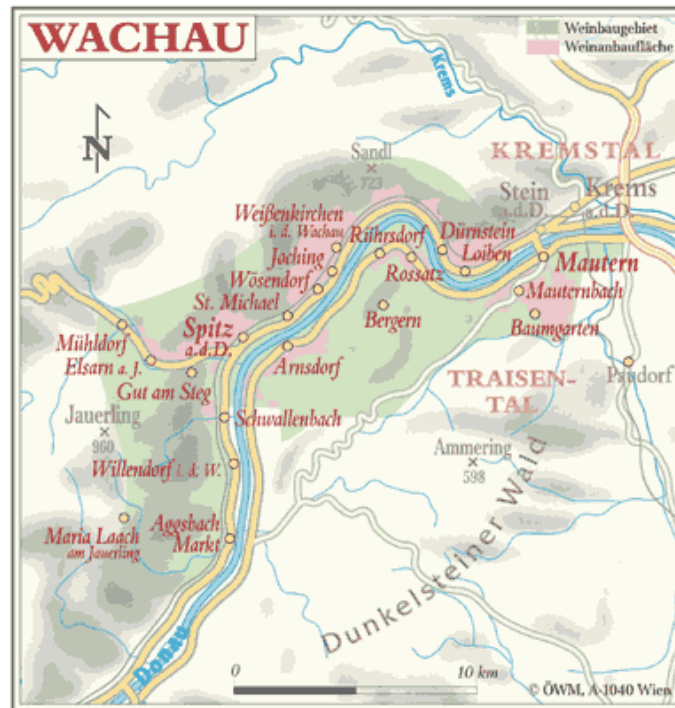 WACHAU
Weinbaugebiet
Weinanbaufläche
Krems
N
Sandl
723
KREMSTAL
Stein
a.d.D.
Krems
a.d.D.
Weißenkirchen
i. d. Wachau
Rührsdorf
Dürnstein
Joching
Loiben
Wösendorf
Rossatz
Mautern
St. Michael
Mauternbach
Spitz
a.d.D.
Bergern
Baumgarten
Mühldorf
Elsarn a. J.
Arnsdorf
Gut am Steg
TRAISEN-
TAL
Paudorf
Jauerling
960
Schwallenbach
Ammering
598
Willendorf i. d. W.
Maria Laach
am Jauerling
Aggsbach
Markt
Dunkelsteiner Wald
Donau
0
10 km
© ÖWM, A-1040 Wien